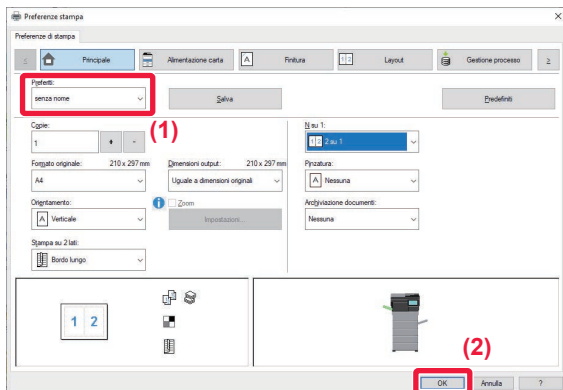 Preferenze stampa
Preferenze di stampa
Principale
Alimentazione carta
Finitura
Layout
Gestione processo
Preferiti:
senza nome
Salva
Predefiniti
(1)
Copie:
1
N su 1:
2 su 1
Formato originale: 210 x 297 mm
A4
Dimensioni output: 210 x 297 mm
Uguale a dimensioni originali
Pinzatura:
Nessuna
Orientamento:
Verticale
Zoom
Impostazioni...
Archiviazione documenti:
Nessuna
Stampa su 2 lati:
Bordo lungo
1 2
(2)
OK
Annulla
?